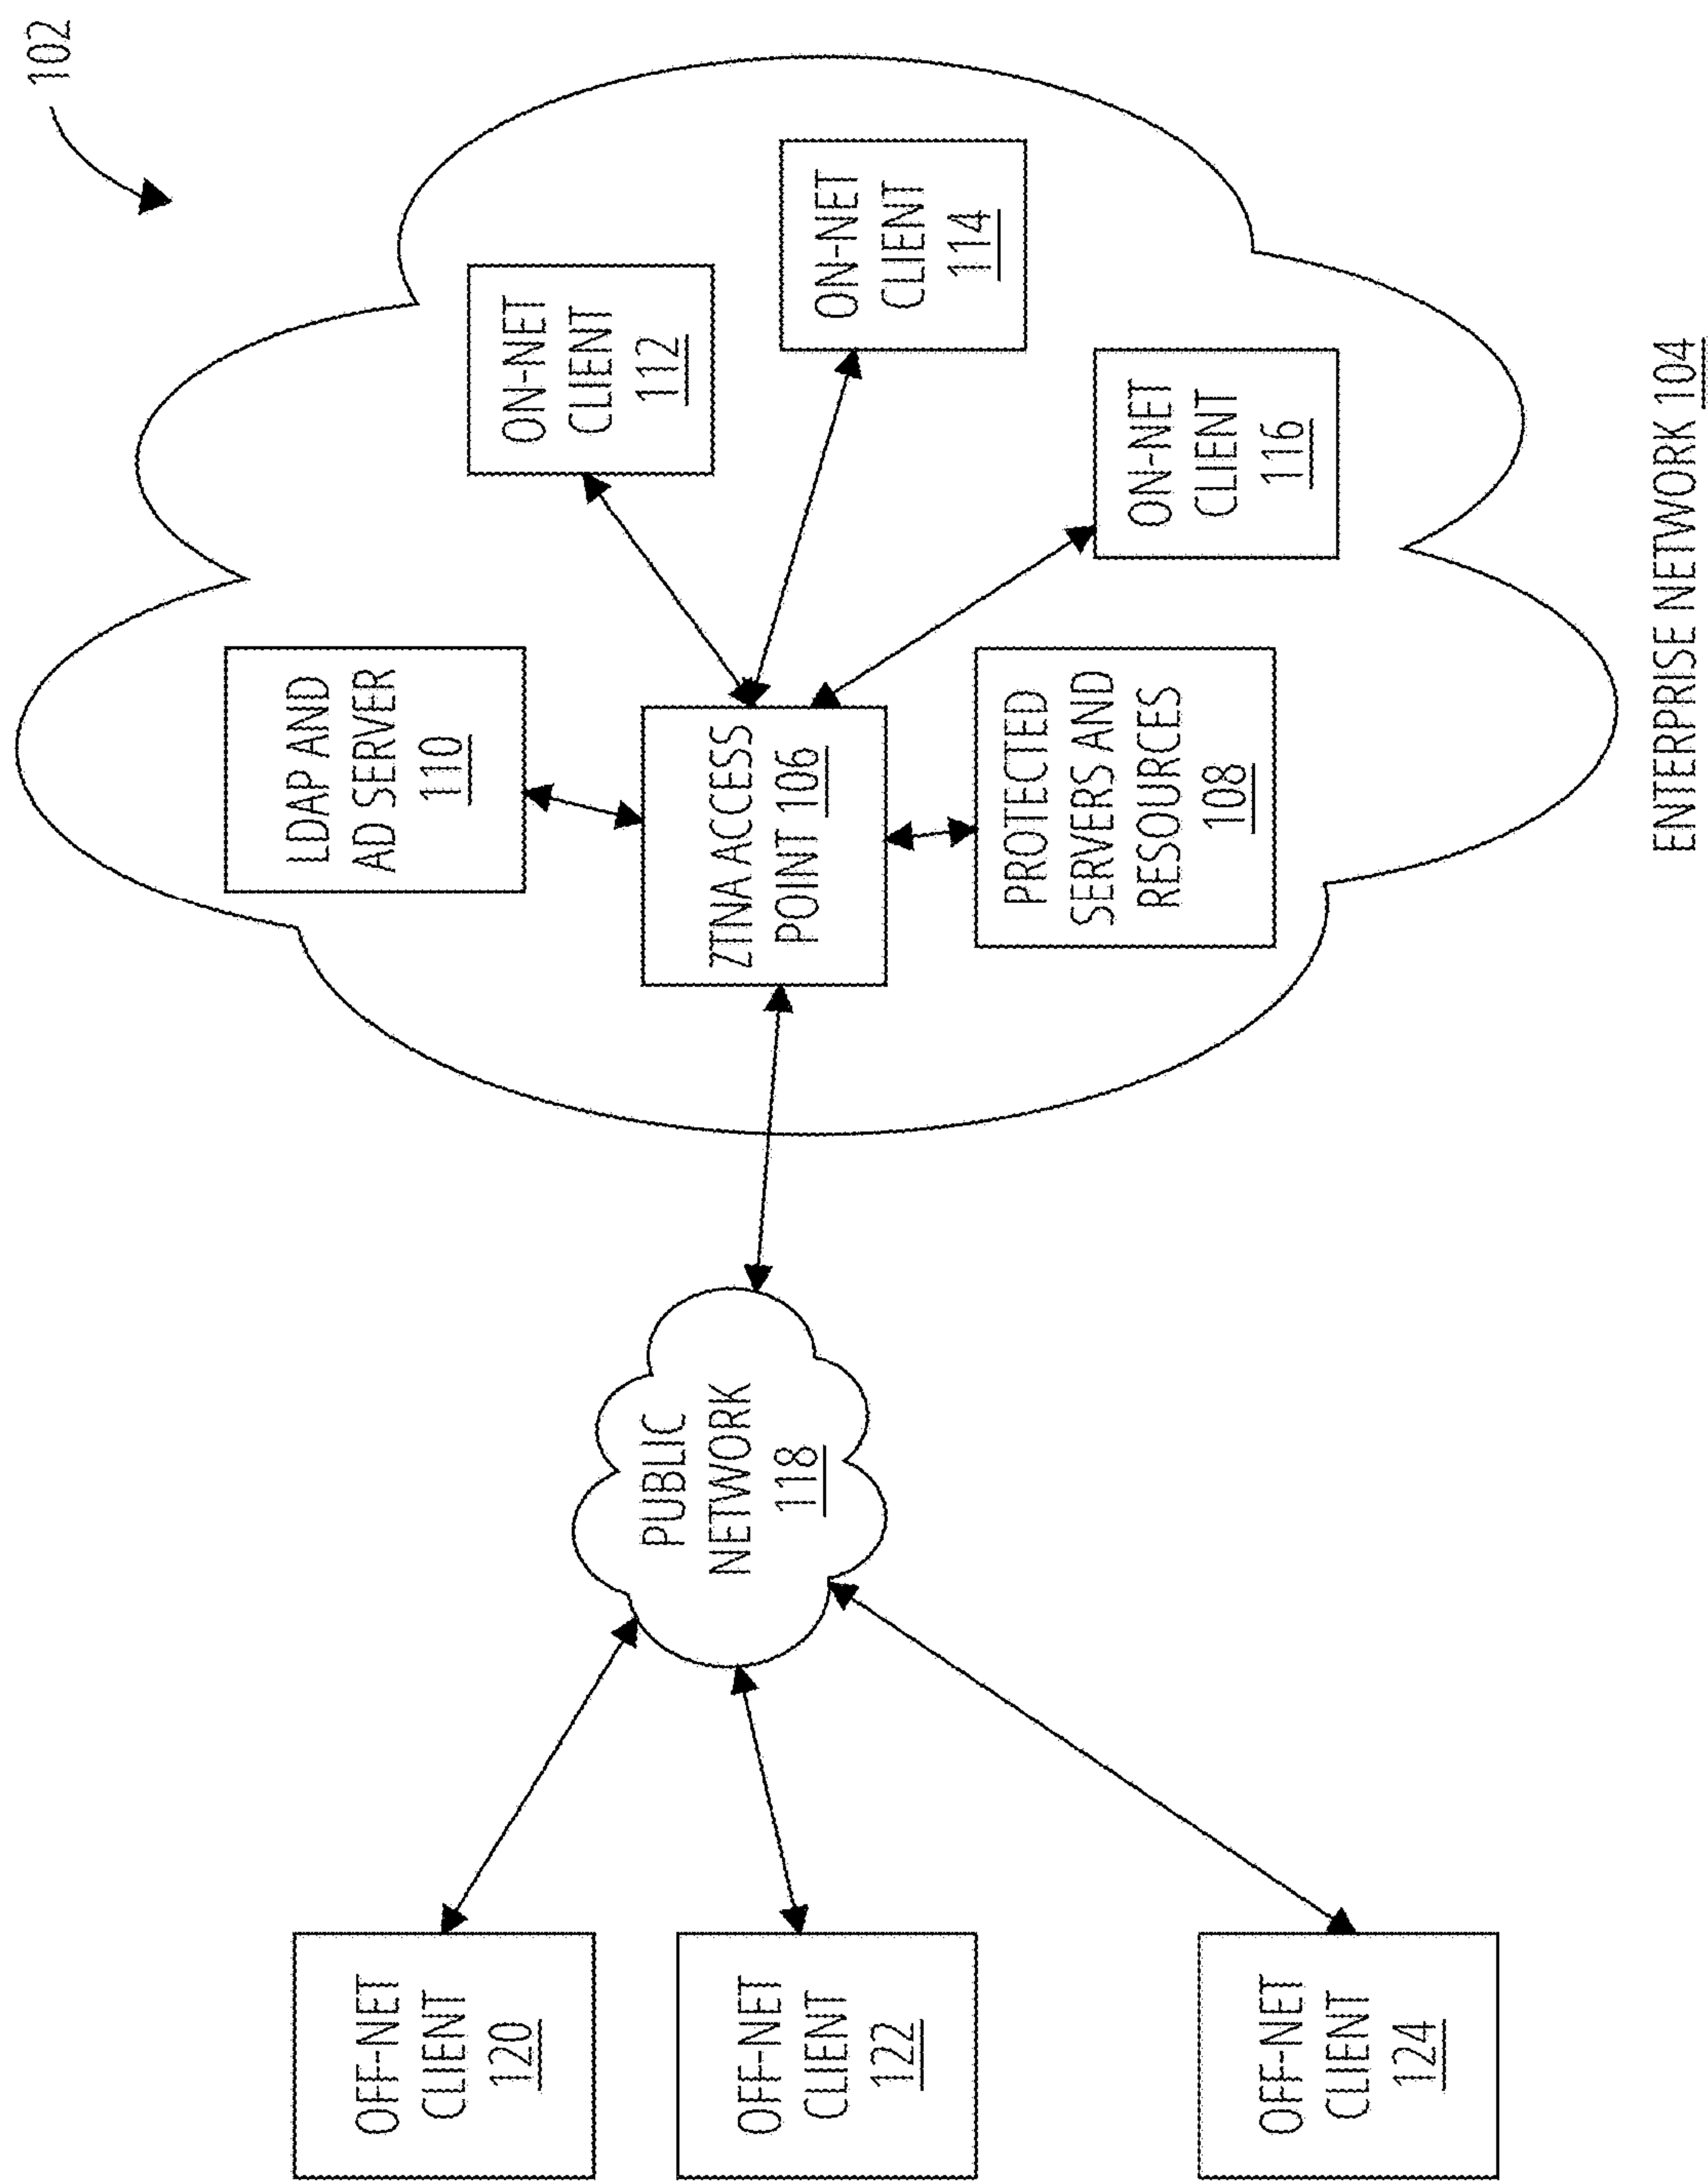 102
LDAP AND
AD SERVER
110
ON-NET
CLIENT
112
ON-NET
CLIENT
114
ON-NET
CLIENT
116
ZTNA ACCESS
POINT 106
PROTECTED
SERVERS AND
RESOURCES
108
PUBLIC
NETWORK
118
OFF-NET
CLIENT
120
OFF-NET
CLIENT
122
OFF-NET
CLIENT
124
ENTERPRISE NETWORK 104